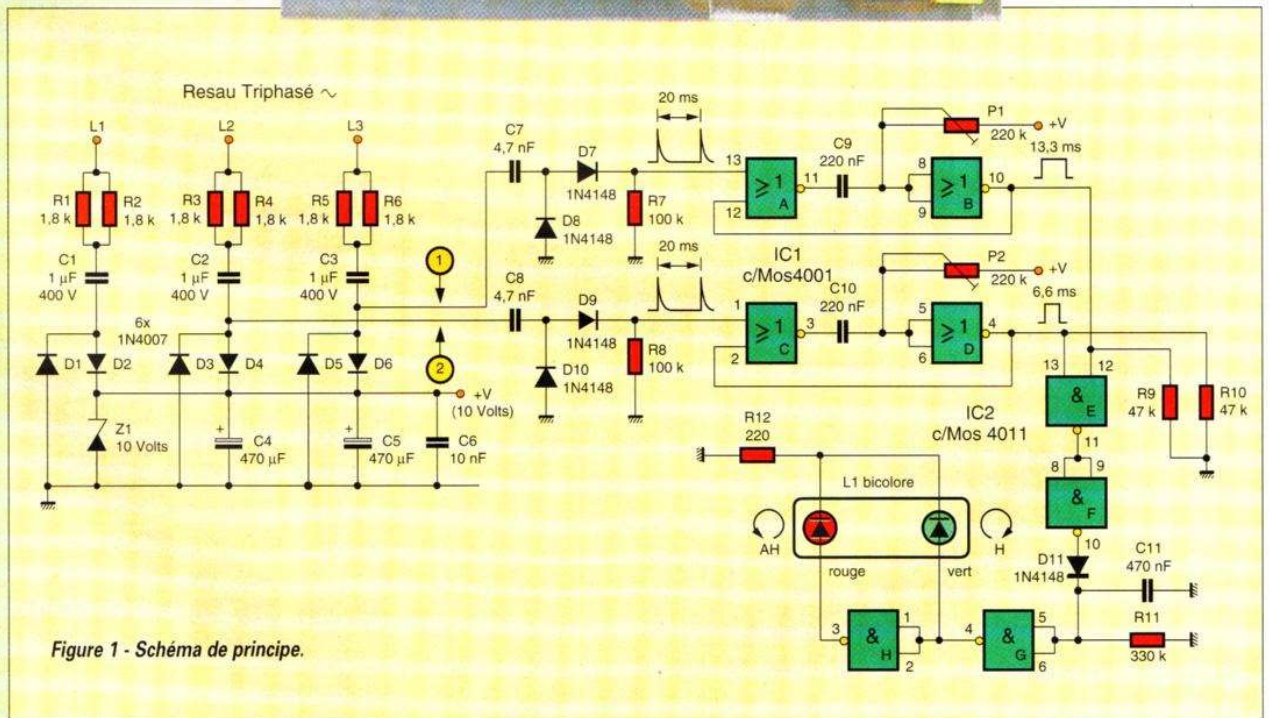 Resau Triphasé ~
L1
L2
L3
R1
1,8 k
R2
1,8 k
R3
1,8 k
R4
1,8 k
R5
1,8 k
R6
1,8 k
C1
1 µF
400 V
C2
1 µF
400 V
C3
1 µF
400 V
6x
1N4007
D1
D2
D3
D4
D5
D6
1
2
+V
(10 Volts)
Z1
10 Volts
+
C4
470 µF
+
C5
470 µF
C6
10 nF
C7
4,7 nF
D7
1N4148
D8
1N4148
R7
100 k
20 ms
C8
4,7 nF
D9
1N4148
D10
1N4148
R8
100 k
20 ms
13
12
≥ 1
A
11
C9
220 nF
8
9
≥ 1
B
10
P1
220 k
+V
13,3 ms
IC1
c/Mos4001
1
2
≥ 1
C
3
C10
220 nF
5
6
≥ 1
D
4
P2
220 k
+V
6,6 ms
13
12
&
E
11
IC2
c/Mos 4011
R9
47 k
R10
47 k
8
9
&
F
10
D11
1N4148
C11
470 nF
R11
330 k
R12
220
L1 bicolore
AH
H
rouge
vert
3
&
H
1
2
4
&
G
5
6
Figure 1 - Schéma de principe.